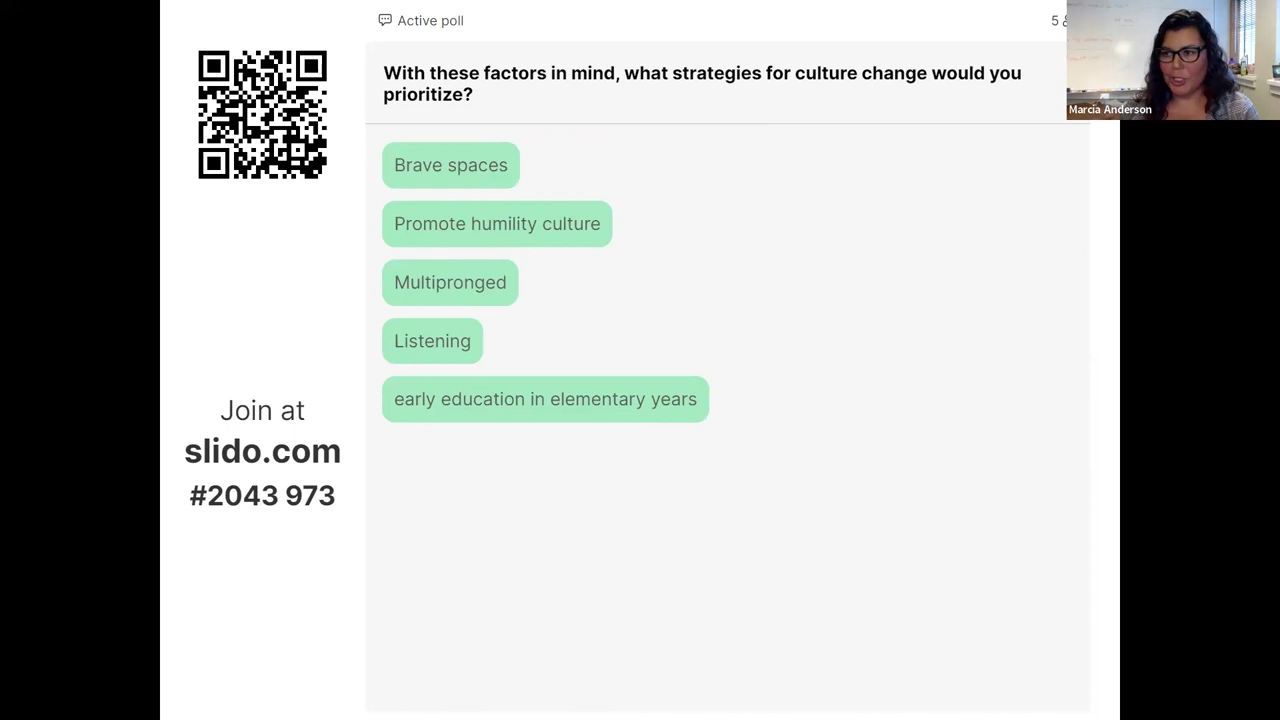 Active poll
5
With these factors in mind, what strategies for culture change would you
prioritize?
Marcia Anderson
Brave spaces
Promote humility culture
Multipronged
Listening
early education in elementary years
Join at
slido.com
#2043 973